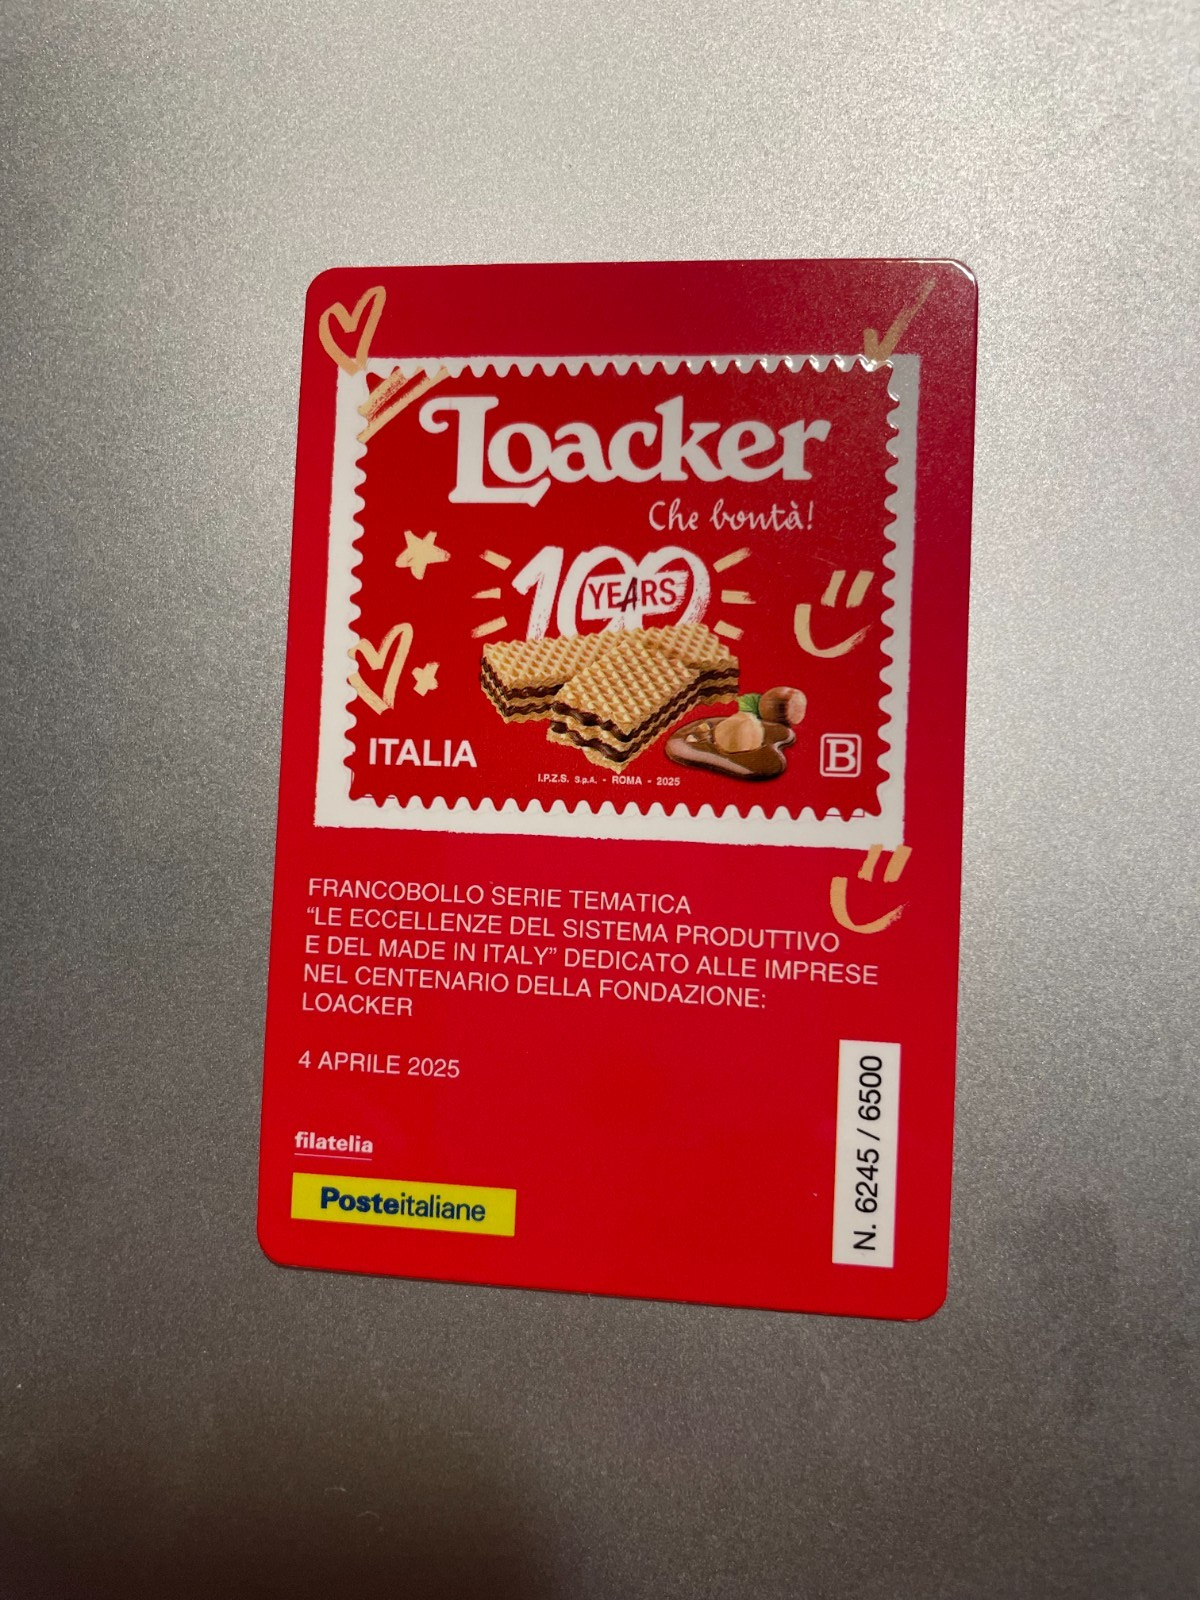 Loacker
Che bontà!
100
YEARS
ITALIA
B
I.P.Z.S. S.p.A. - ROMA - 2025
FRANCOBOLLO SERIE TEMATICA
“LE ECCELLENZE DEL SISTEMA PRODUTTIVO
E DEL MADE IN ITALY” DEDICATO ALLE IMPRESE
NEL CENTENARIO DELLA FONDAZIONE:
LOACKER
4 APRILE 2025
filatelia
Posteitaliane
N. 6245 / 6500